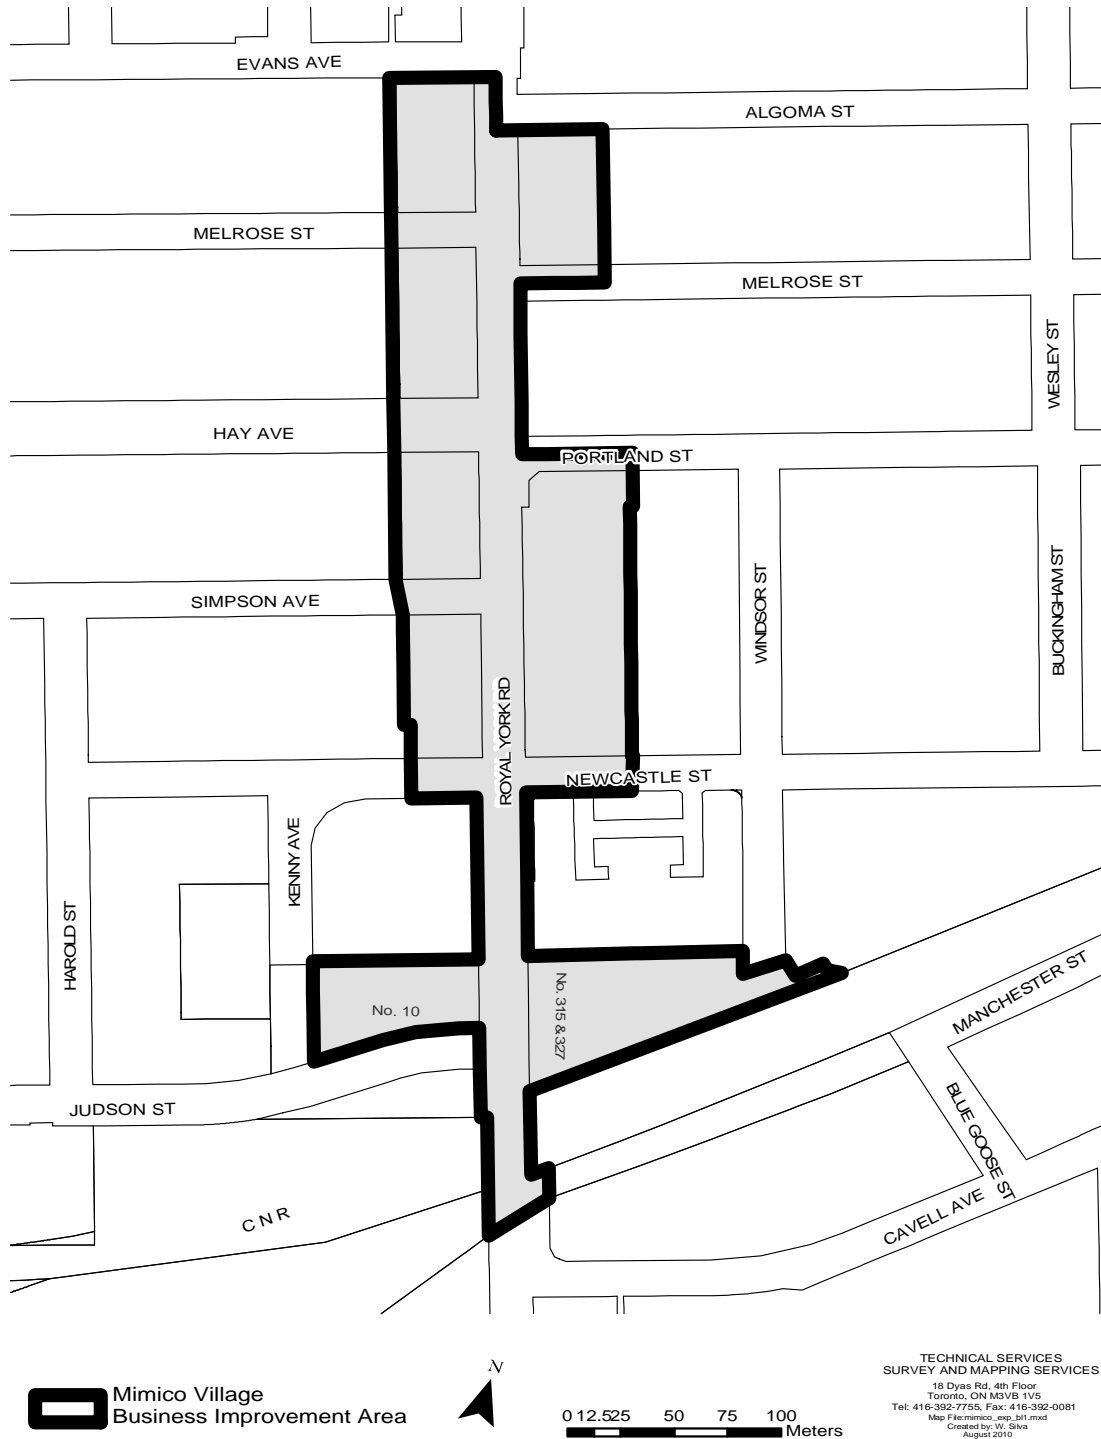 EVANS AVE
ALGOMA ST
MELROSE ST
MELROSE ST
WESLEY ST
HAY AVE
PORTLAND ST
SIMPSON AVE
WINDSOR ST
BUCKINGHAM ST
ROYAL YORK RD
NEWCASTLE ST
KENNY AVE
HAROLD ST
No. 10
No. 315 & 327
MANCHESTER ST
JUDSON ST
BLUE GOOSE ST
CNR
CAVELL AVE
N
Mimico Village
Business Improvement Area
0 12.525 50 75 100
Meters
TECHNICAL SERVICES
SURVEY AND MAPPING SERVICES
18 Dyas Rd, 4th Floor
Toronto, ON M3VB 1V5
Tel: 416-392-7755, Fax: 416-392-0081
Map File:mimico_exp_bl1.mxd
Created by: W. Silva
August 2010